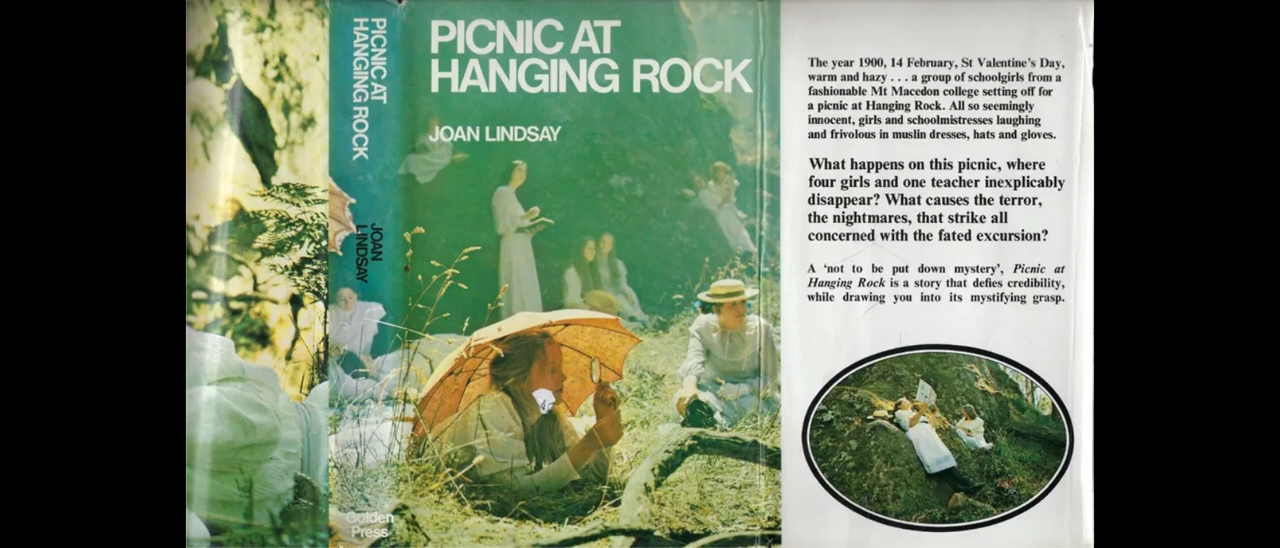 PICNIC AT
HANGING ROCK
JOAN
LINDSAY
Golden
Press
PICNIC AT
HANGING ROCK
JOAN LINDSAY
The year 1900, 14 February, St Valentine's Day,
warm and hazy . . . a group of schoolgirls from a
fashionable Mt Macedon college setting off for
a picnic at Hanging Rock. All so seemingly
innocent, girls and schoolmistresses laughing
and frivolous in muslin dresses, hats and gloves.
What happens on this picnic, where
four girls and one teacher inexplicably
disappear? What causes the terror,
the nightmares, that strike all
concerned with the fated excursion?
A 'not to be put down mystery', Picnic at
Hanging Rock is a story that defies credibility,
while drawing you into its mystifying grasp.